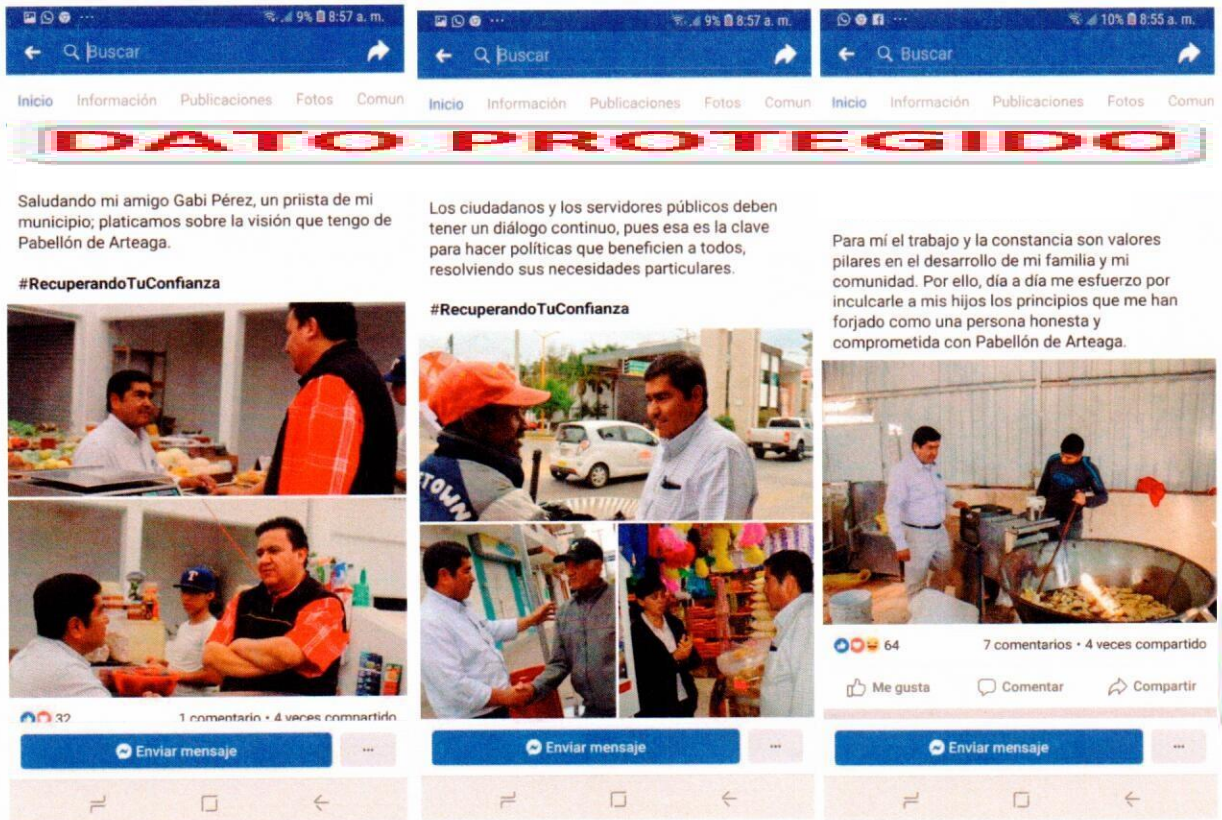 9% 8:57 a. m.
Buscar
Inicio Información Publicaciones Fotos Comun
9% 8:57 a. m.
Buscar
Inicio Información Publicaciones Fotos Comun
10% 8:55 a. m.
Buscar
Inicio Información Publicaciones Fotos Comun
DATO PROTEGIDO
Saludando mi amigo Gabi Pérez, un priista de mi
municipio; platicamos sobre la visión que tengo de
Pabellón de Arteaga.
#RecuperandoTuConfianza
T
32 1 comentario • 4 veces compartido
Enviar mensaje
Los ciudadanos y los servidores públicos deben
tener un diálogo continuo, pues esa es la clave
para hacer políticas que beneficien a todos,
resolviendo sus necesidades particulares.
#RecuperandoTuConfianza
TOWN
Enviar mensaje
Para mí el trabajo y la constancia son valores
pilares en el desarrollo de mi familia y mi
comunidad. Por ello, día a día me esfuerzo por
inculcarle a mis hijos los principios que me han
forjado como una persona honesta y
comprometida con Pabellón de Arteaga.
64 7 comentarios • 4 veces compartido
Me gusta Comentar Compartir
Enviar mensaje